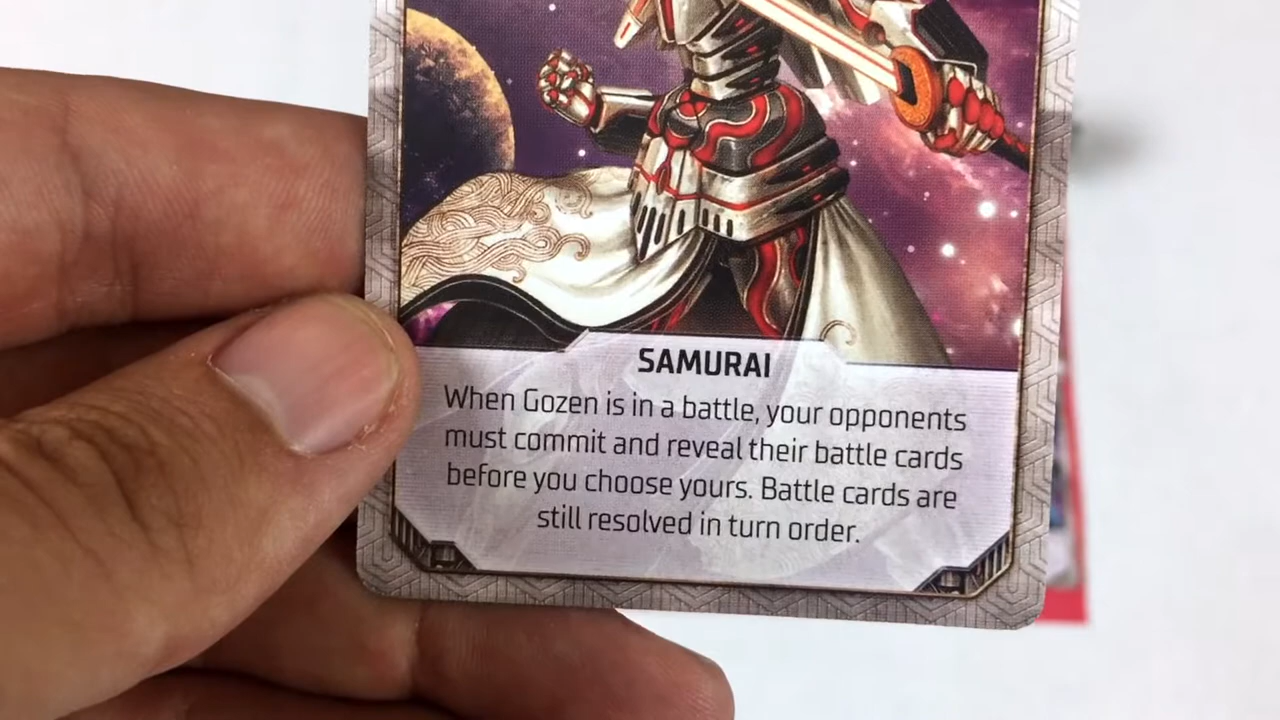 SAMURAI
When Gozen is in a battle, your opponents
must commit and reveal their battle cards
before you choose yours. Battle cards are
still resolved in turn order.